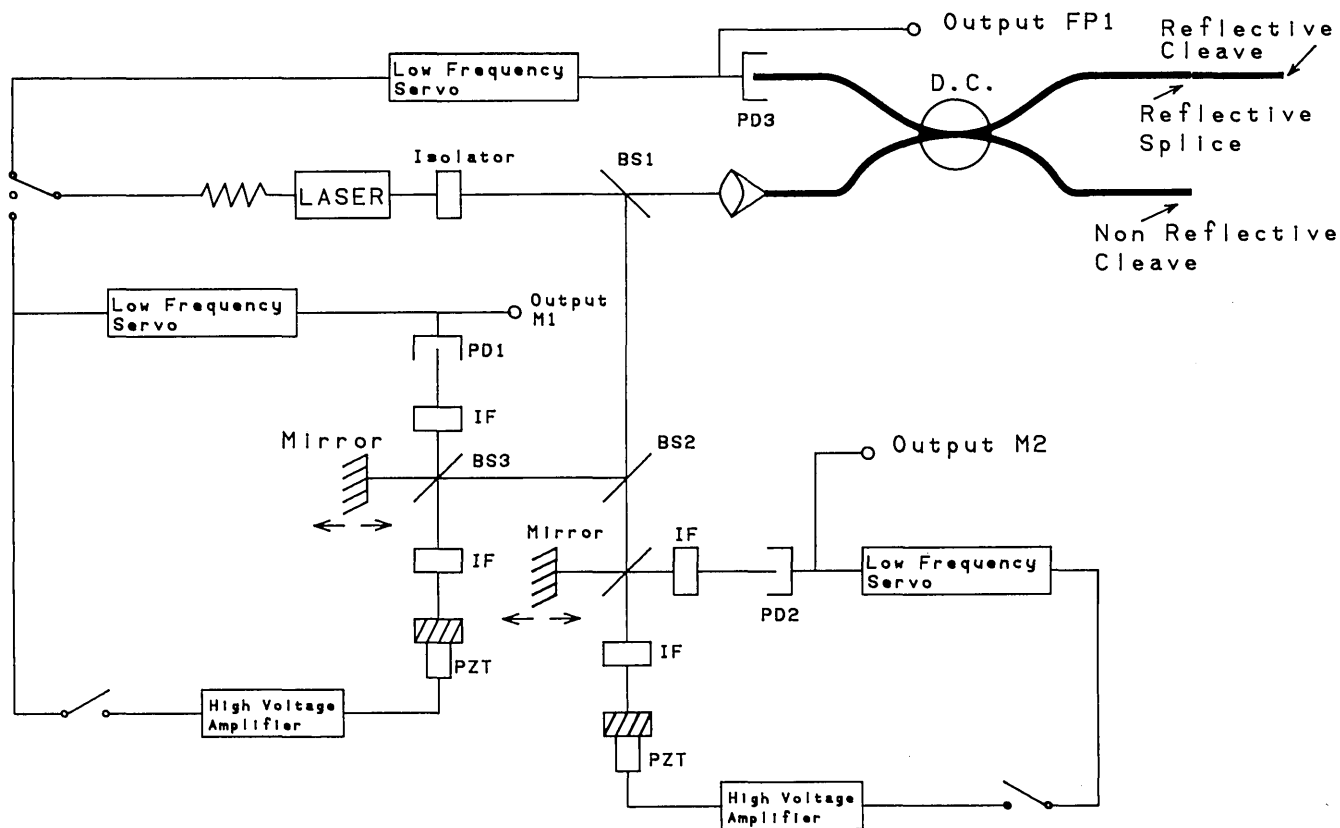 Output FP1
Reflective
Cleave
Low Frequency
Servo
D.C.
PD3
Reflective
Splice
Isolator
BS1
LASER
Non Reflective
Cleave
Low Frequency
Servo
Output
M1
PD1
IF
Mirror
BS3
BS2
Output M2
IF
Mirror
IF
Low Frequency
Servo
PD2
IF
PZT
High Voltage
Amplifier
PZT
High Voltage
Amplifier